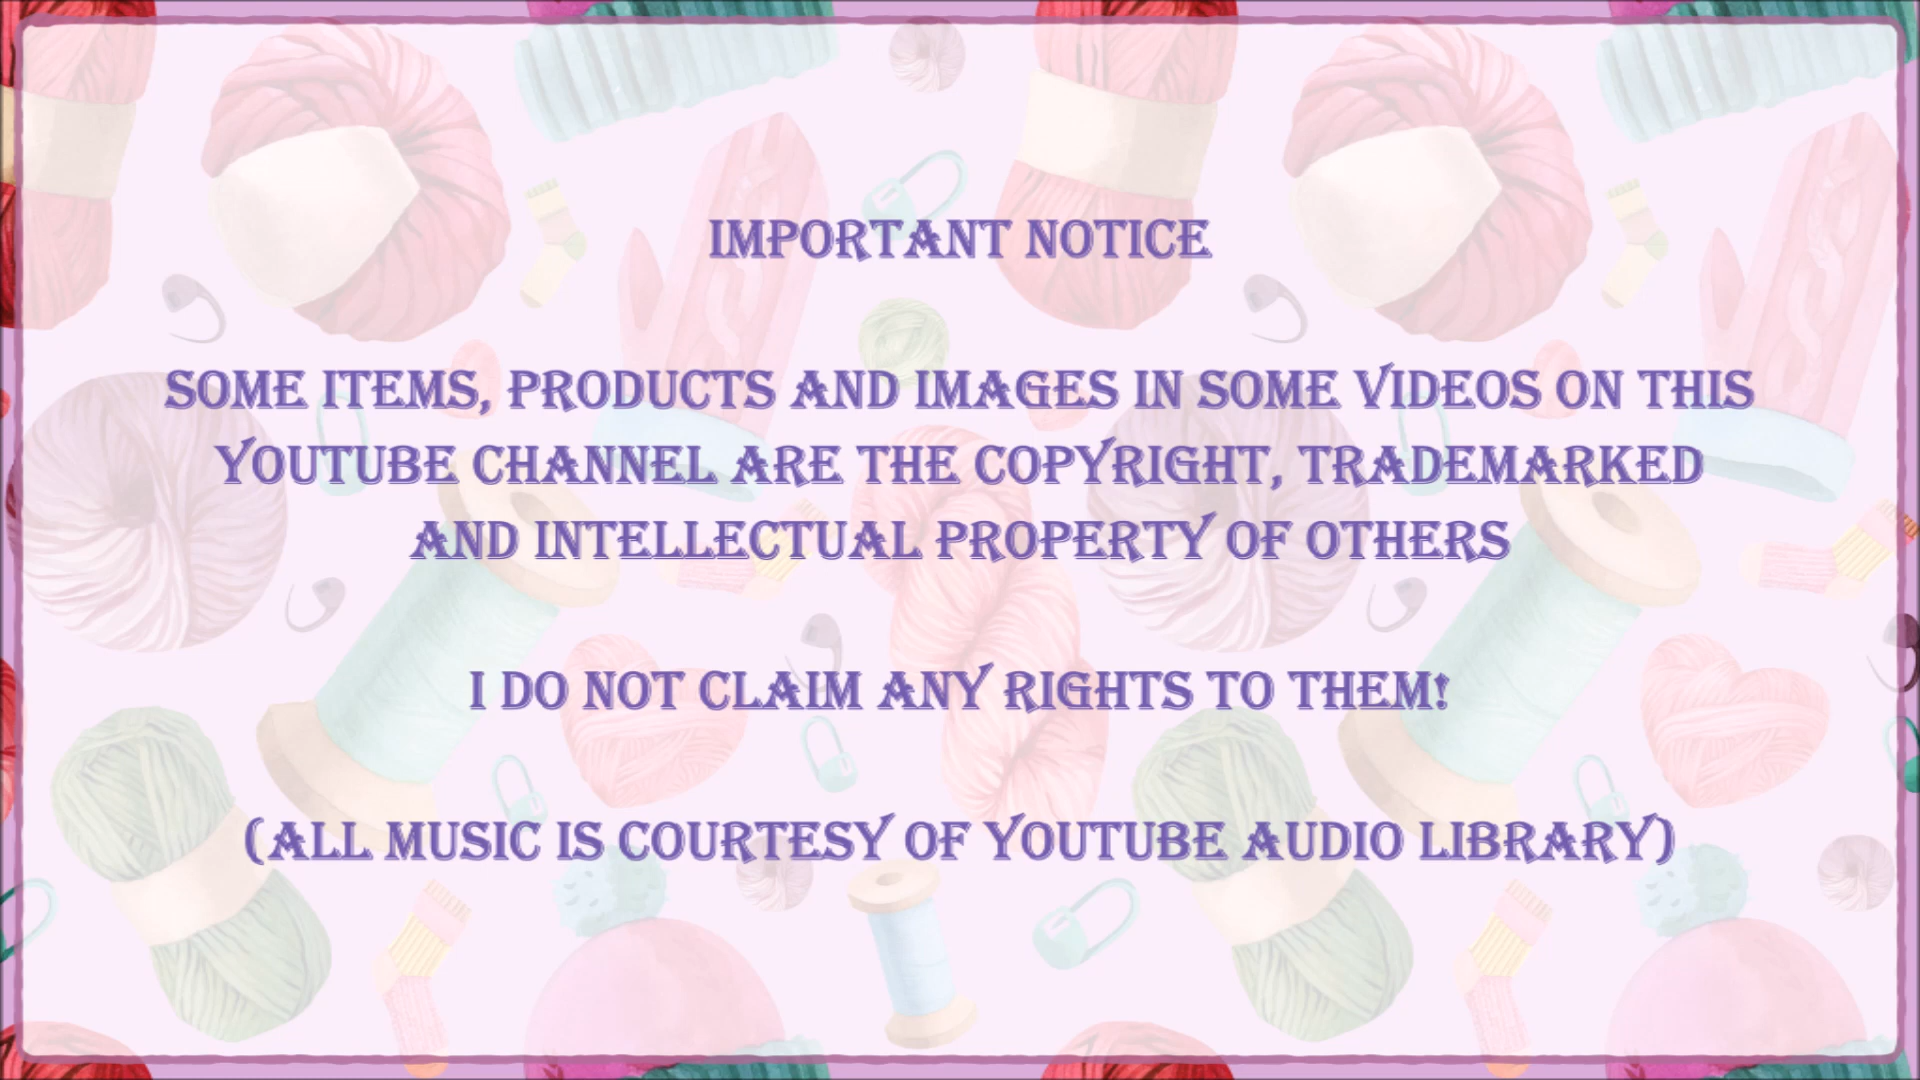 IMPORTANT NOTICE
SOME ITEMS, PRODUCTS AND IMAGES IN SOME VIDEOS ON THIS
YOUTUBE CHANNEL ARE THE COPYRIGHT, TRADEMARKED
AND INTELLECTUAL PROPERTY OF OTHERS
I DO NOT CLAIM ANY RIGHTS TO THEM!
(ALL MUSIC IS COURTESY OF YOUTUBE AUDIO LIBRARY)